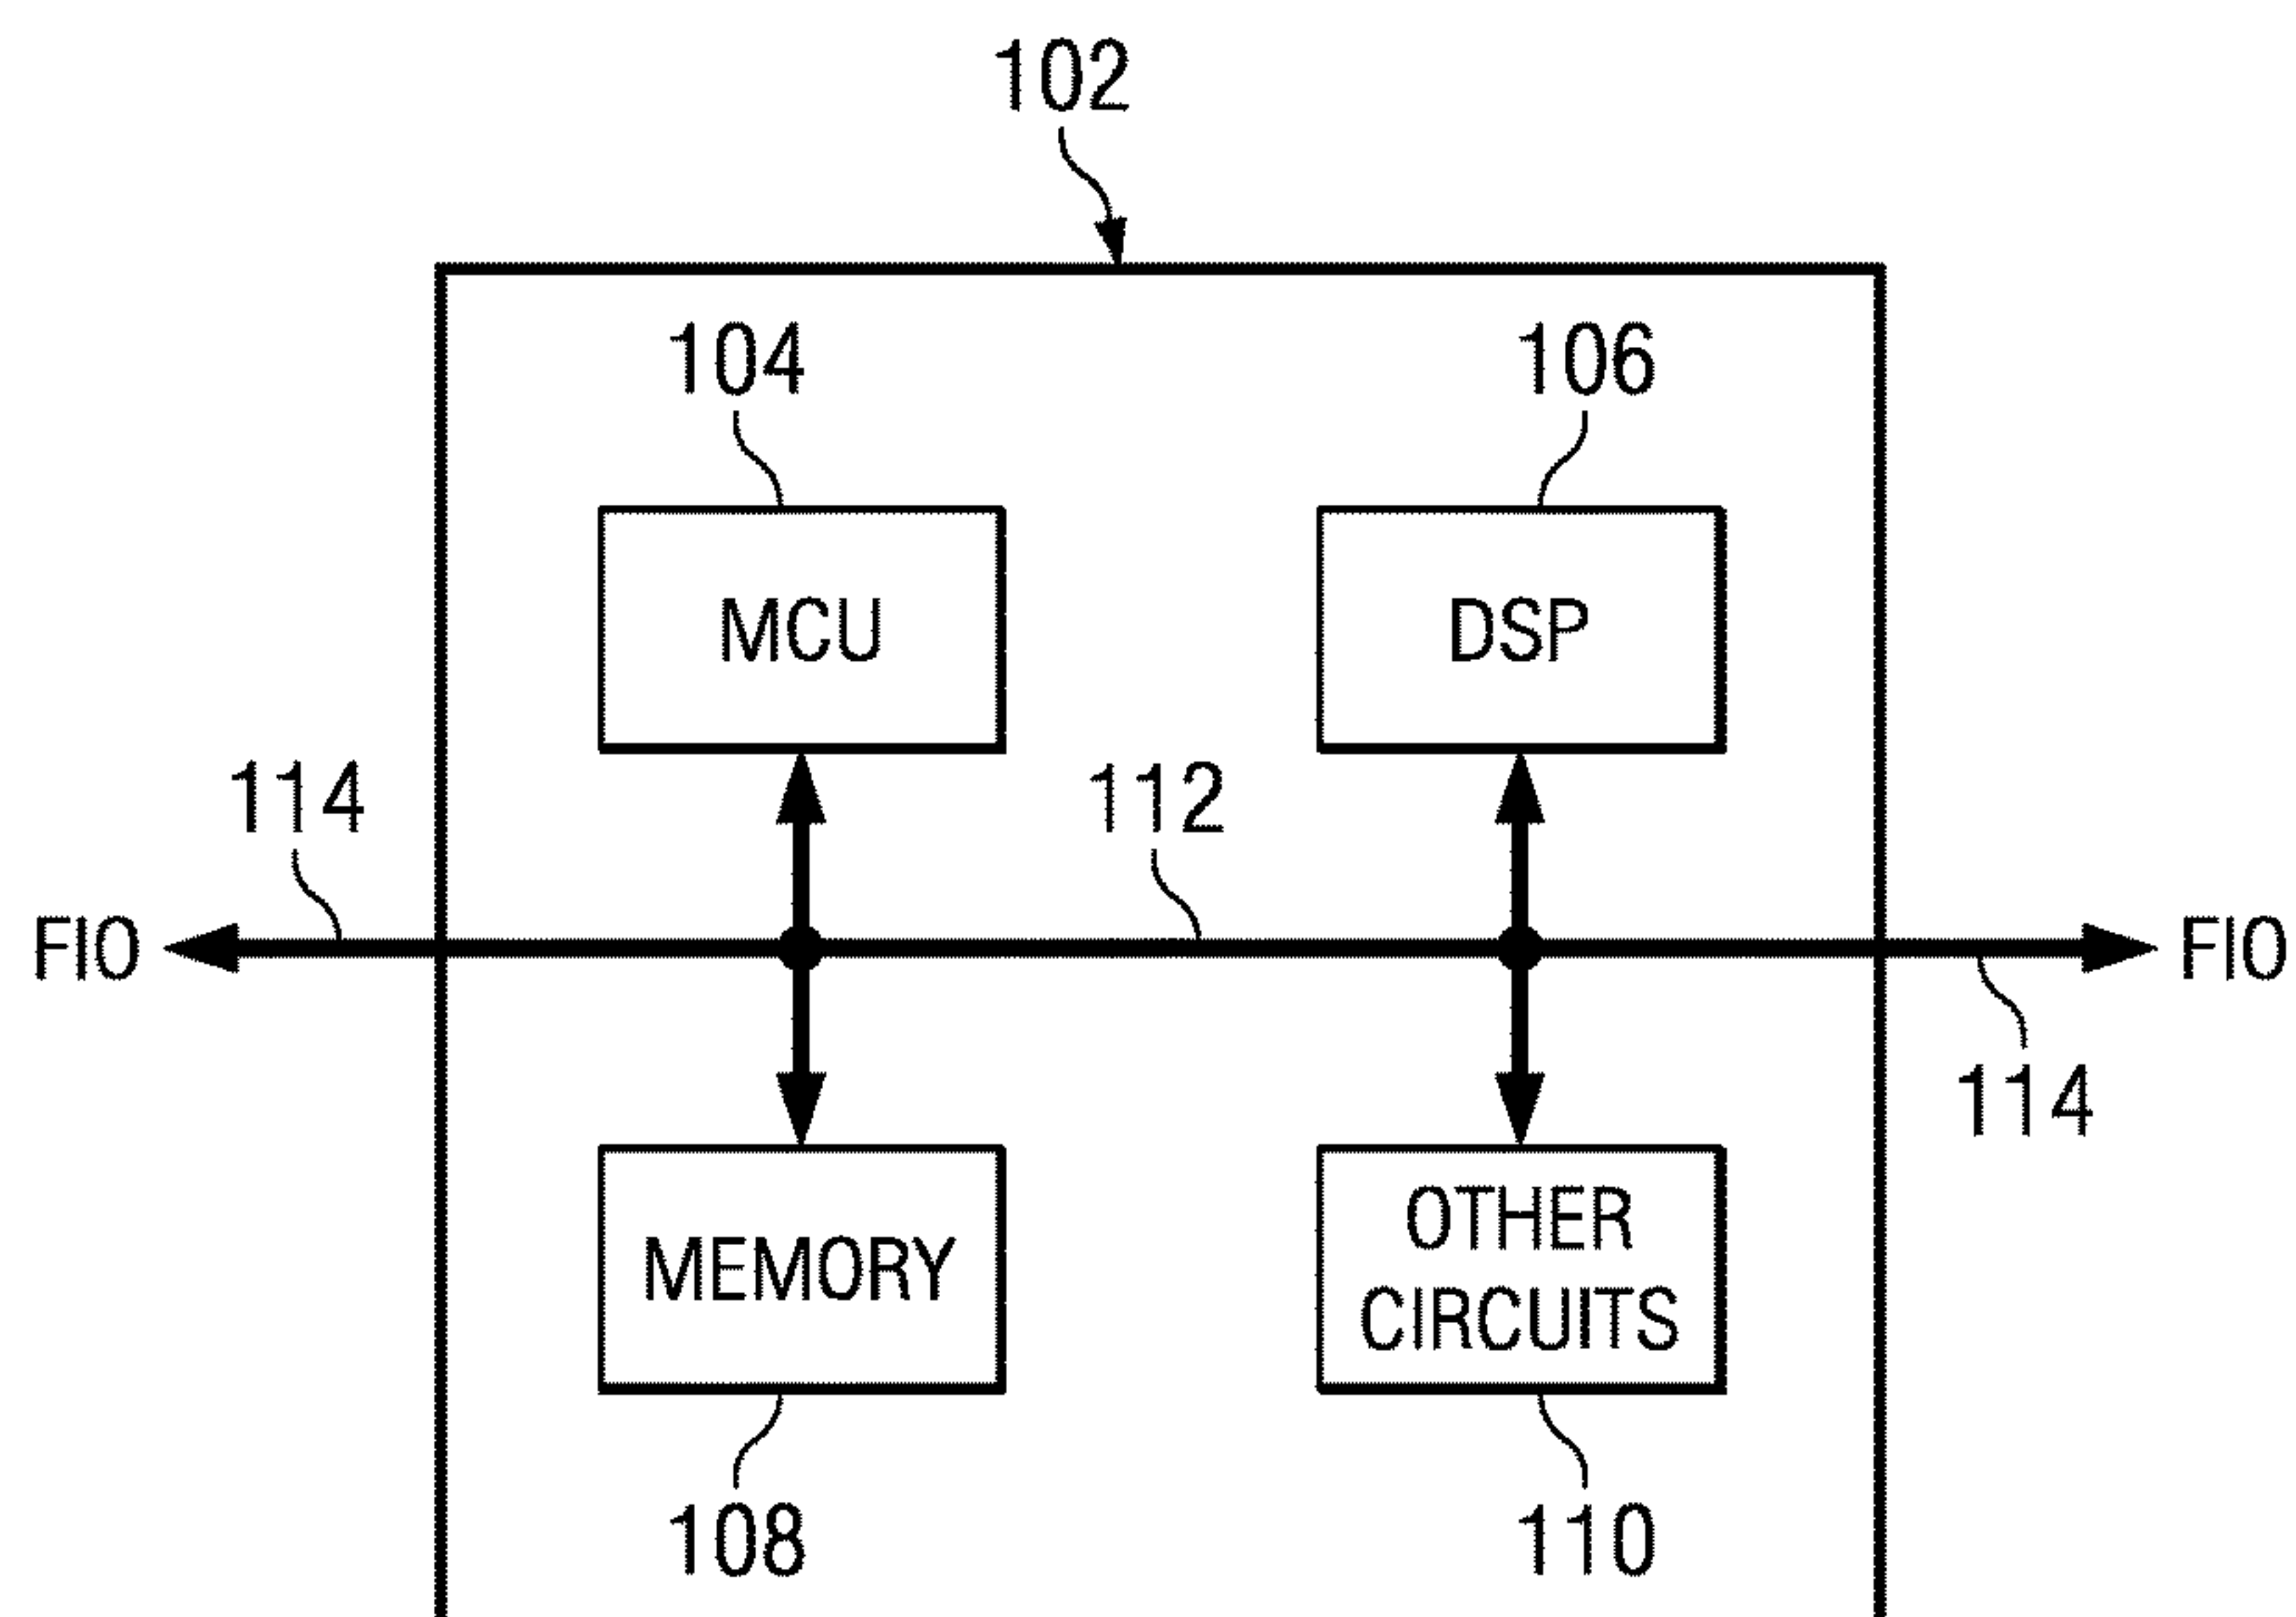 102
104
106
MCU
DSP
114
112
FIO
FIO
114
MEMORY
OTHER
CIRCUITS
108
110